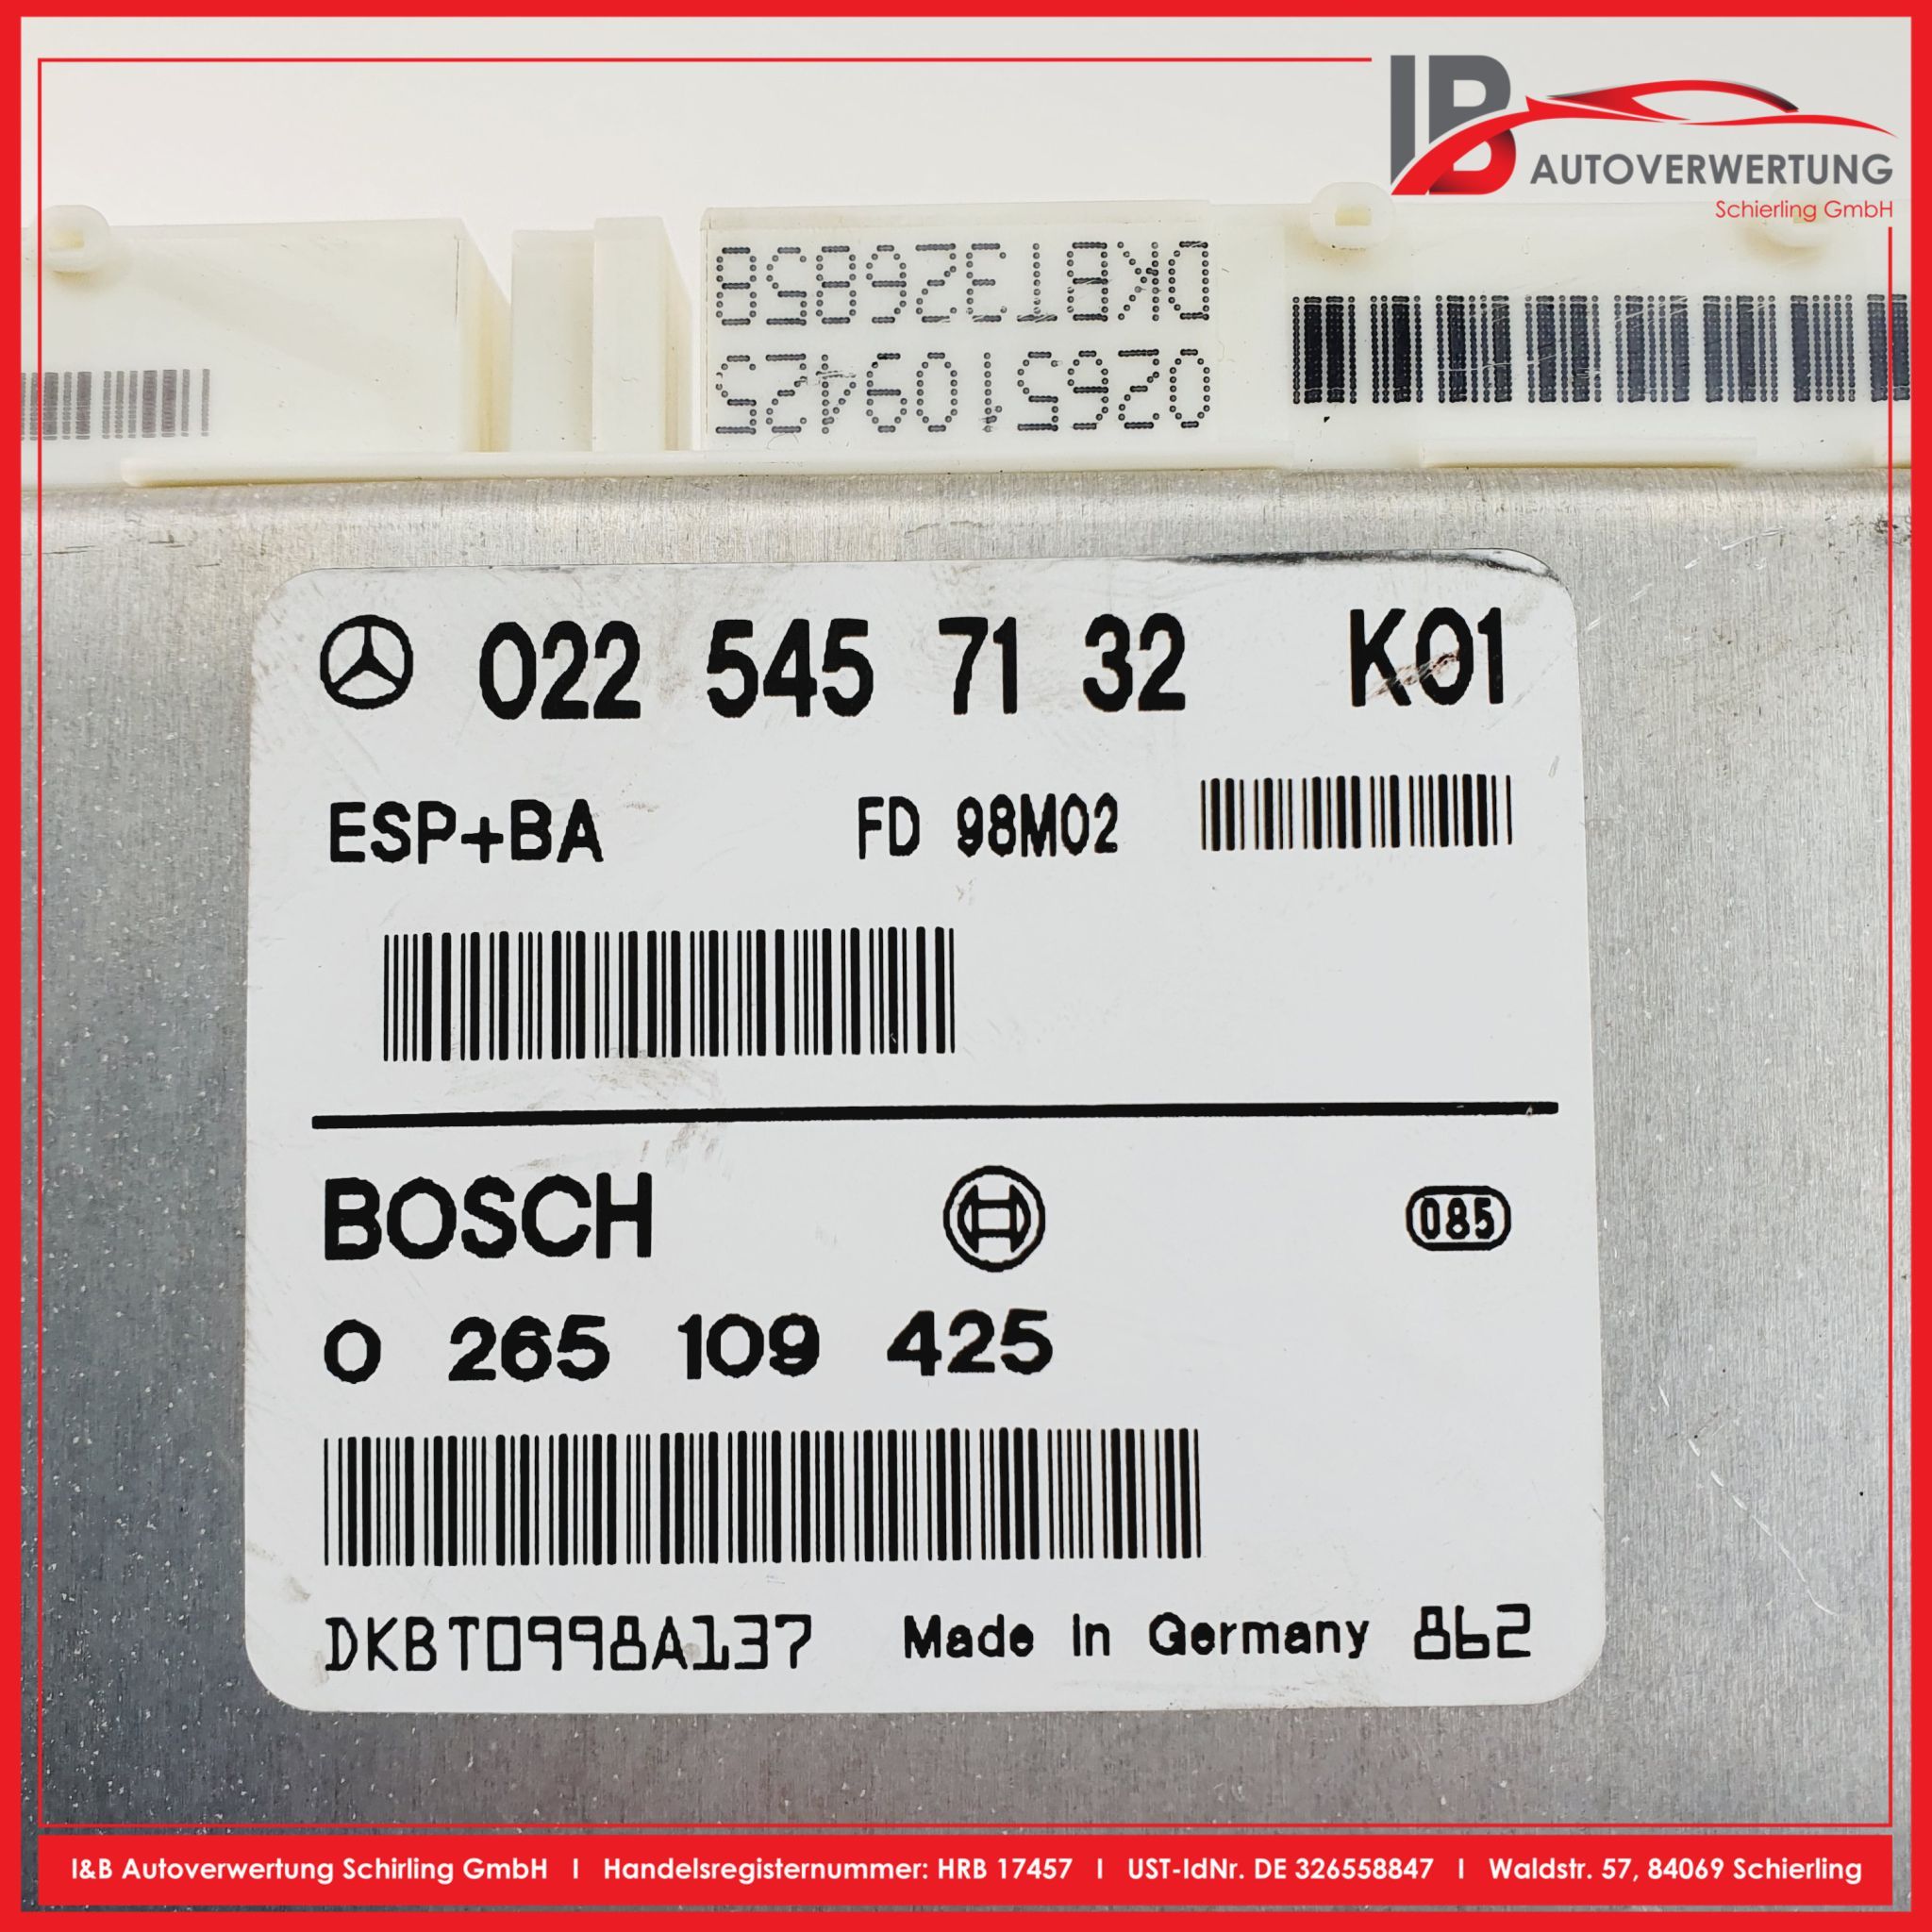 IB AUTOVERWERTUNG
Schierling GmbH
0265109425
DKBT326858
022 545 71 32 K01
ESP+BA FD 98M02
BOSCH 085
0 265 109 425
DKBT0998A137 Made in Germany 862
I&B Autoverwertung Schirling GmbH I Handelsregisternummer: HRB 17457 I UST-IdNr. DE 326558847 I Waldstr. 57, 84069 Schierling